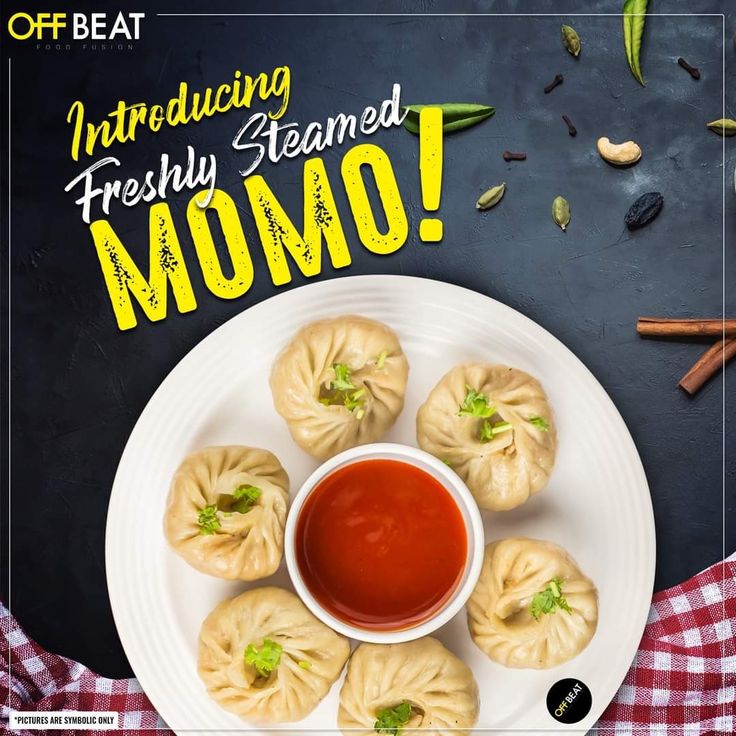 OFF BEAT
FOOD FUSION
Introducing
Freshly Steamed
MOMO!
OFF BEAT
*PICTURES ARE SYMBOLIC ONLY